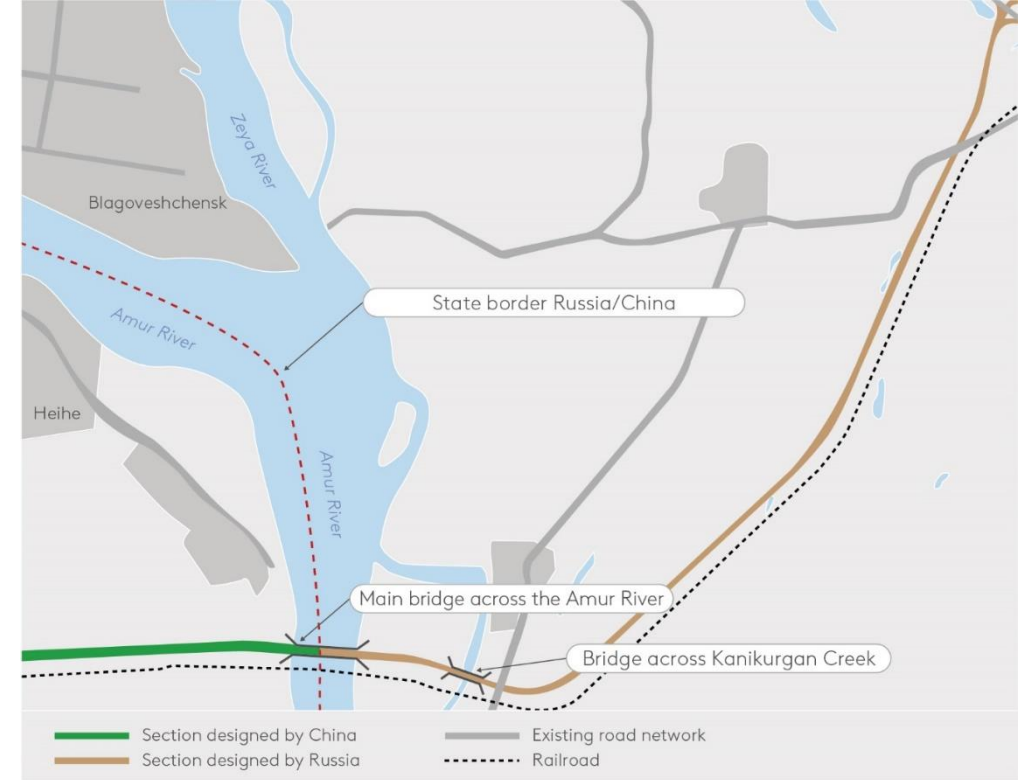 Zeya River
Blagoveshchensk
State border Russia/China
Amur River
Heihe
Amur River
Main bridge across the Amur River
Bridge across Kanikurgan Creek
Section designed by China
Existing road network
Section designed by Russia
Railroad